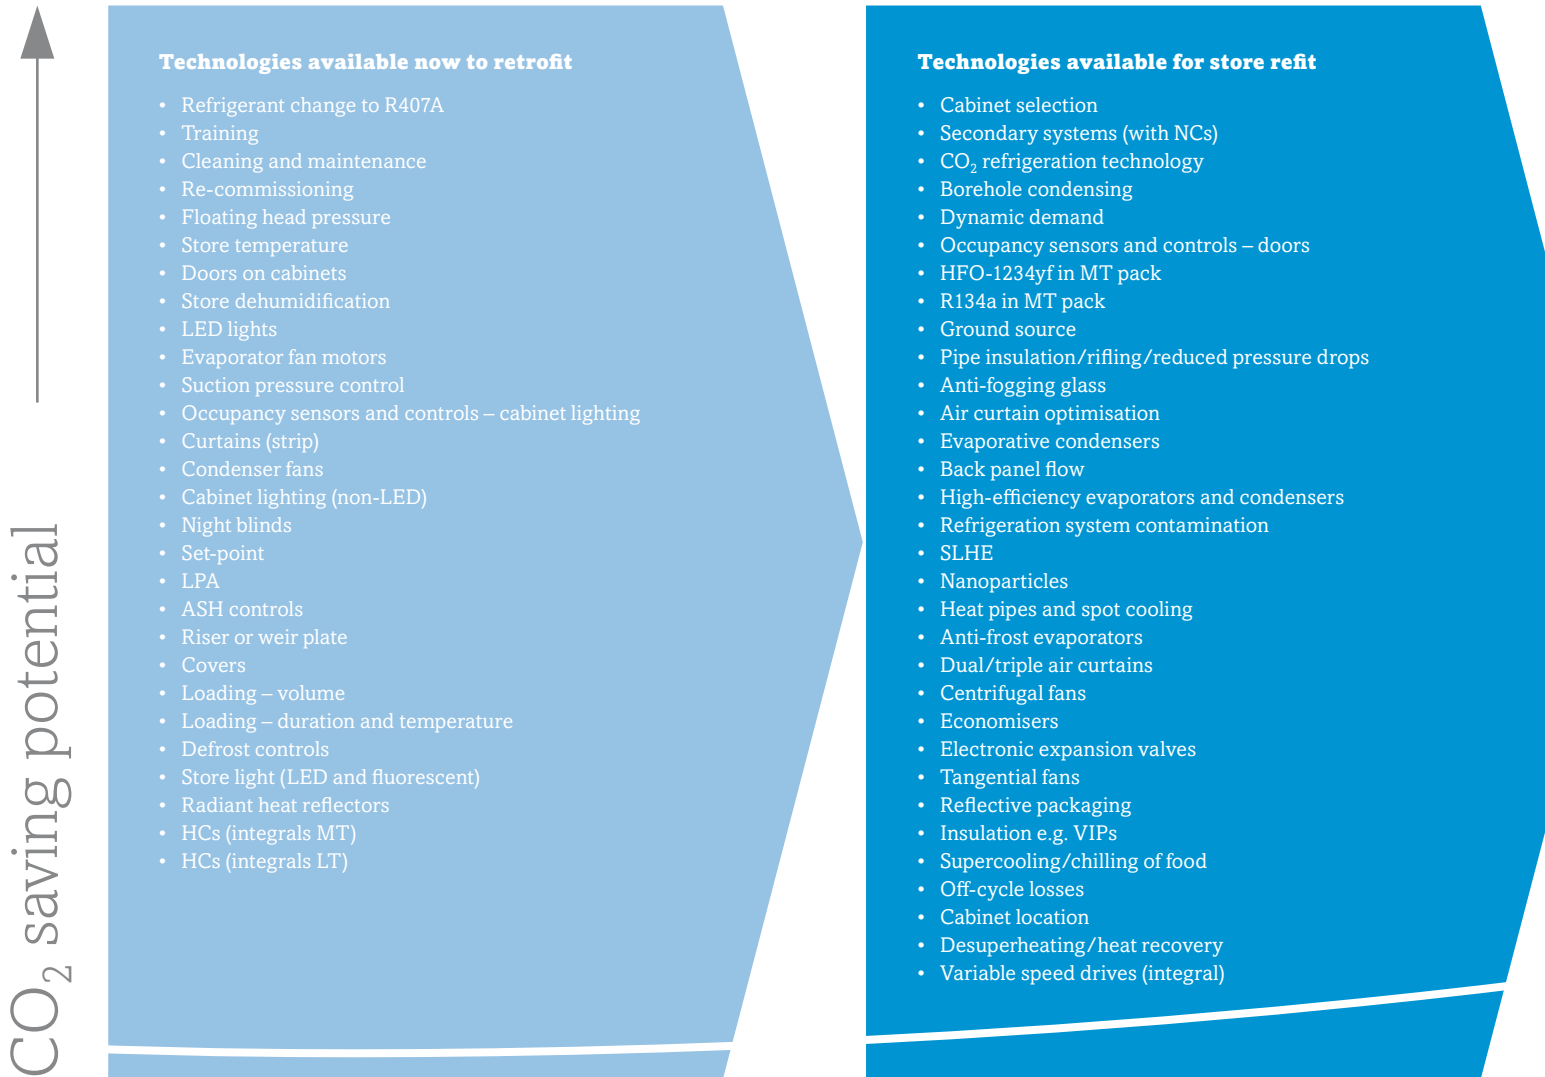 CO₂ saving potential
Technologies available now to retrofit
• Refrigerant change to R407A
• Training
• Cleaning and maintenance
• Re-commissioning
• Floating head pressure
• Store temperature
• Doors on cabinets
• Store dehumidification
• LED lights
• Evaporator fan motors
• Suction pressure control
• Occupancy sensors and controls – cabinet lighting
• Curtains (strip)
• Condenser fans
• Cabinet lighting (non-LED)
• Night blinds
• Set-point
• LPA
• ASH controls
• Riser or weir plate
• Covers
• Loading – volume
• Loading – duration and temperature
• Defrost controls
• Store light (LED and fluorescent)
• Radiant heat reflectors
• HCs (integrals MT)
• HCs (integrals LT)
Technologies available for store refit
• Cabinet selection
• Secondary systems (with NCs)
• CO₂ refrigeration technology
• Borehole condensing
• Dynamic demand
• Occupancy sensors and controls – doors
• HFO-1234yf in MT pack
• R134a in MT pack
• Ground source
• Pipe insulation/rifling/reduced pressure drops
• Anti-fogging glass
• Air curtain optimisation
• Evaporative condensers
• Back panel flow
• High-efficiency evaporators and condensers
• Refrigeration system contamination
• SLHE
• Nanoparticles
• Heat pipes and spot cooling
• Anti-frost evaporators
• Dual/triple air curtains
• Centrifugal fans
• Economisers
• Electronic expansion valves
• Tangential fans
• Reflective packaging
• Insulation e.g. VIPs
• Supercooling/chilling of food
• Off-cycle losses
• Cabinet location
• Desuperheating/heat recovery
• Variable speed drives (integral)